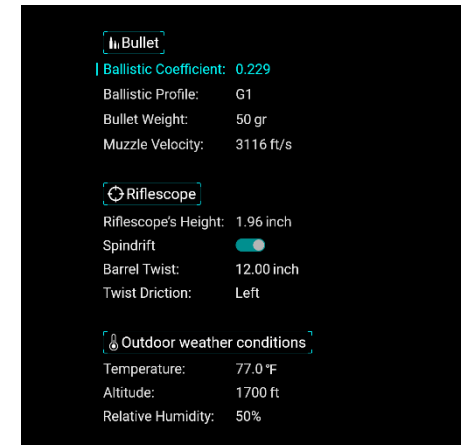 Bullet
Ballistic Coefficient: 0.229
Ballistic Profile: G1
Bullet Weight: 50 gr
Muzzle Velocity: 3116 ft/s
Riflescope
Riflescope's Height: 1.96 inch
Spindrift
Barrel Twist: 12.00 inch
Twist Driction: Left
Outdoor weather conditions
Temperature: 77.0 °F
Altitude: 1700 ft
Relative Humidity: 50%